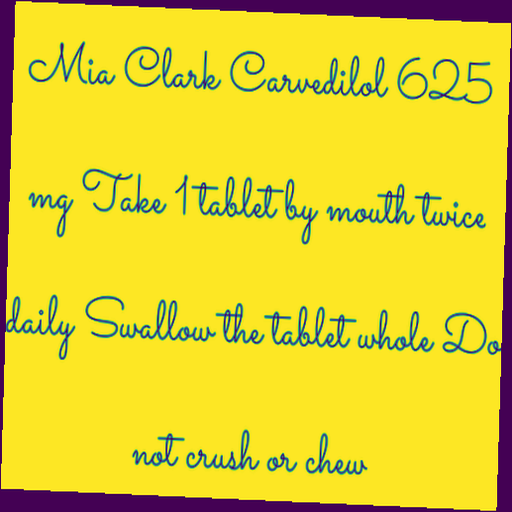 Mia Clark Carvedilol 625
mg Take 1 tablet by mouth twice
daily Swallow the tablet whole Do
not crush or chew